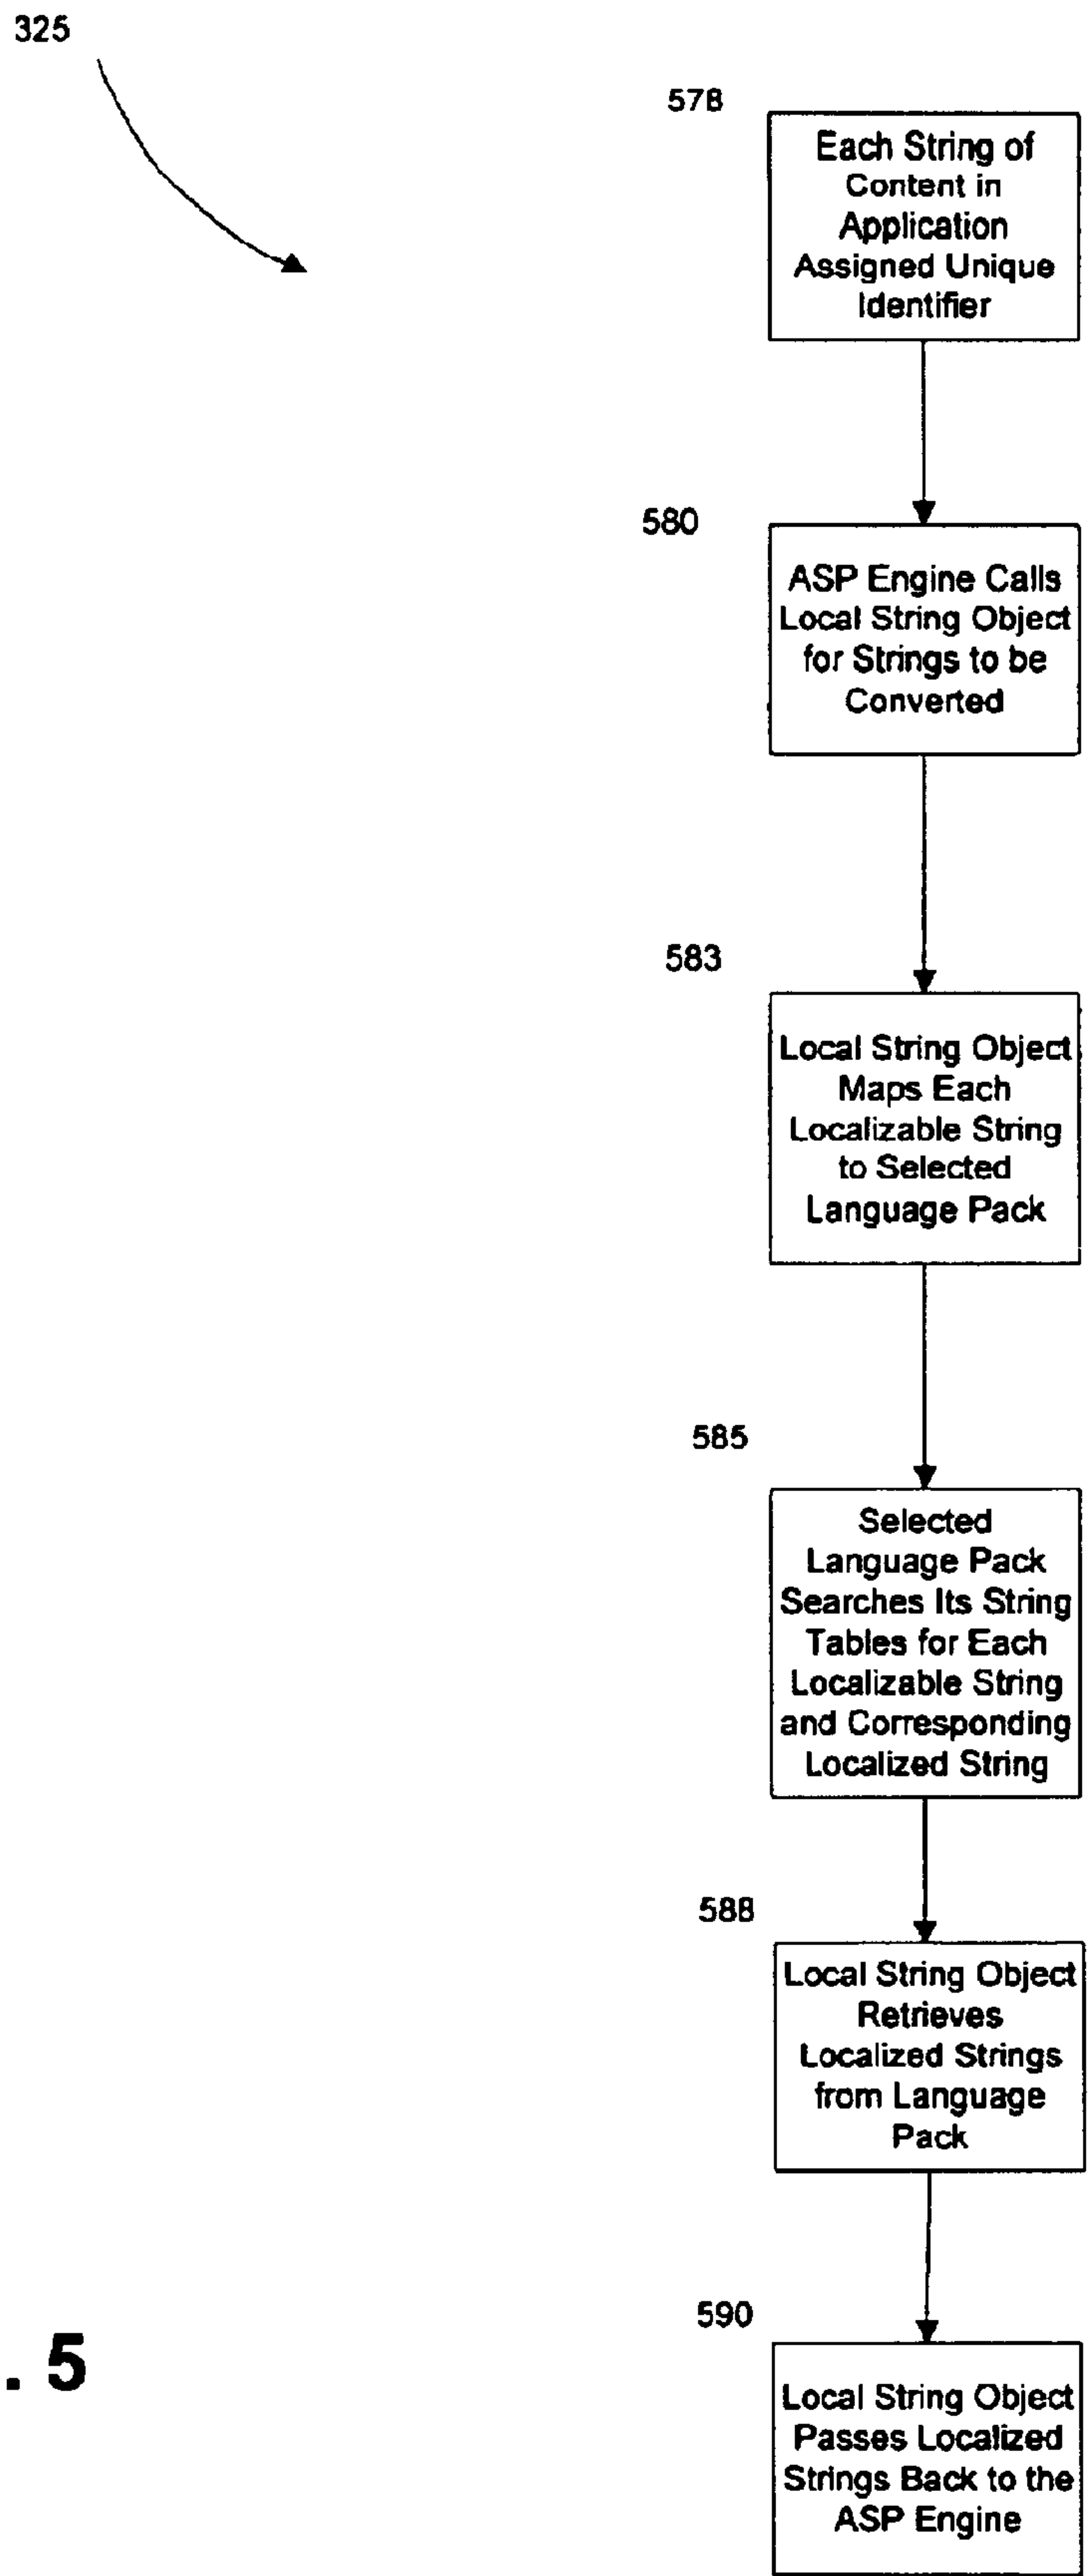 325
578
Each String of
Content in
Application
Assigned Unique
Identifier
580
ASP Engine Calls
Local String Object
for Strings to be
Converted
583
Local String Object
Maps Each
Localizable String
to Selected
Language Pack
585
Selected
Language Pack
Searches Its String
Tables for Each
Localizable String
and Corresponding
Localized String
588
Local String Object
Retrieves
Localized Strings
from Language
Pack
590
Local String Object
Passes Localized
Strings Back to the
ASP Engine
. 5